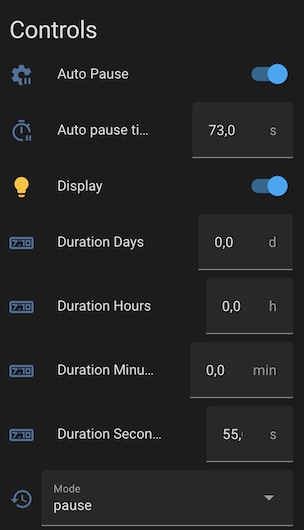 Controls
Auto Pause
Auto pause ti...
73,0 s
Display
Duration Days
0,0 d
Duration Hours
0,0 h
Duration Minu...
0,0 min
Duration Secon...
55, s
Mode
pause